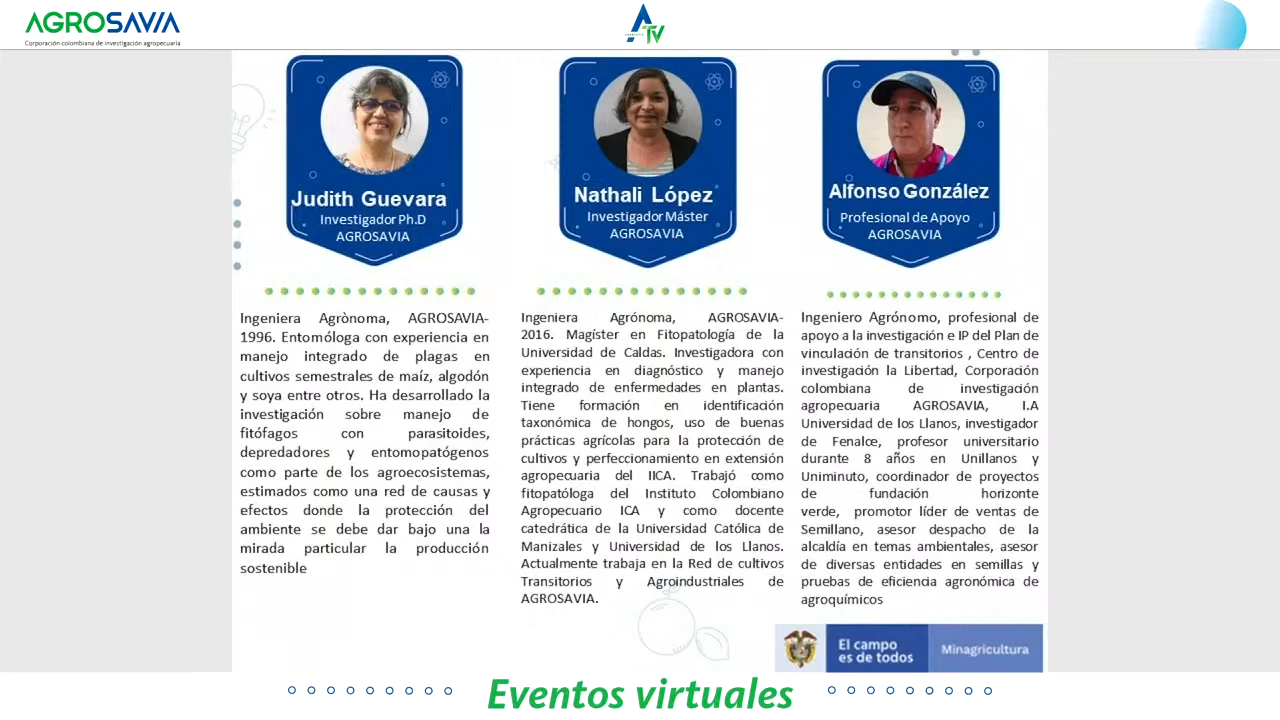 AGROSAVIA
Corporación colombiana de investigación agropecuaria
ATV
Judith Guevara
Investigador Ph.D
AGROSAVIA
Ingeniera Agrònoma, AGROSAVIA-
1996. Entomóloga con experiencia en
manejo integrado de plagas en
cultivos semestrales de maíz, algodón
y soya entre otros. Ha desarrollado la
investigación sobre manejo de
fitófagos con parasitoides,
depredadores y entomopatógenos
como parte de los agroecosistemas,
estimados como una red de causas y
efectos donde la protección del
ambiente se debe dar bajo una la
mirada particular la producción
sostenible
Nathali López
Investigador Máster
AGROSAVIA
Ingeniera Agrónoma, AGROSAVIA-
2016. Magíster en Fitopatología de la
Universidad de Caldas. Investigadora con
experiencia en diagnóstico y manejo
integrado de enfermedades en plantas.
Tiene formación en identificación
taxonómica de hongos, uso de buenas
prácticas agrícolas para la protección de
cultivos y perfeccionamiento en extensión
agropecuaria del IICA. Trabajó como
fitopatóloga del Instituto Colombiano
Agropecuario ICA y como docente
catedrática de la Universidad Católica de
Manizales y Universidad de los Llanos.
Actualmente trabaja en la Red de cultivos
Transitorios y Agroindustriales de
AGROSAVIA.
Alfonso González
Profesional de Apoyo
AGROSAVIA
Ingeniero Agrónomo, profesional de
apoyo a la investigación e IP del Plan de
vinculación de transitorios , Centro de
investigación la Libertad, Corporación
colombiana de investigación
agropecuaria AGROSAVIA, I.A
Universidad de los Llanos, investigador
de Fenalce, profesor universitario
durante 8 años en Unillanos y
Uniminuto, coordinador de proyectos
de fundación horizonte
verde, promotor líder de ventas de
Semillano, asesor despacho de la
alcaldía en temas ambientales, asesor
de diversas entidades en semillas y
pruebas de eficiencia agronómica de
agroquímicos
El campo
es de todos
Minagricultura
Eventos virtuales